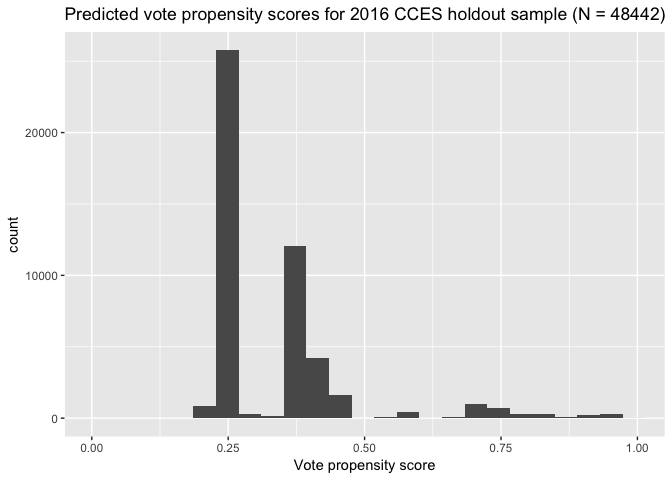 Predicted vote propensity scores for 2016 CCES holdout sample (N = 48442)
count
20000
10000
0
0.00
0.25
0.50
0.75
1.00
Vote propensity score